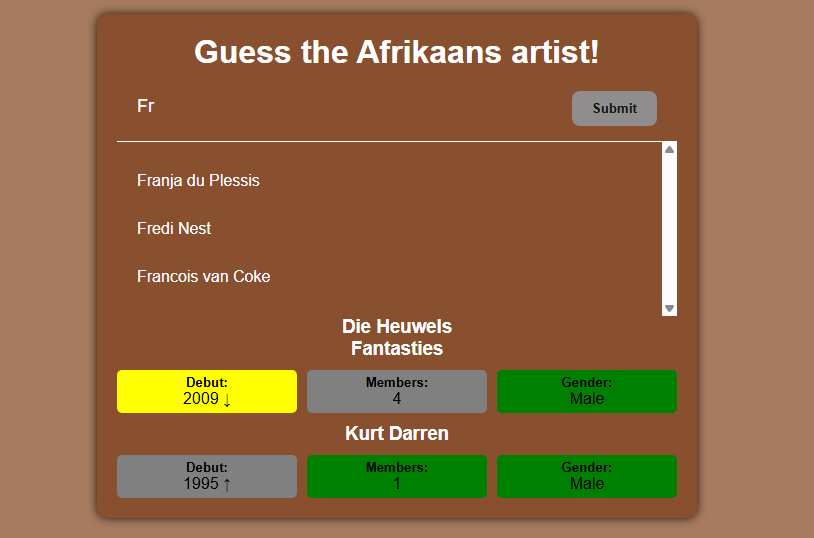 Guess the Afrikaans artist!
Fr
Submit
Franja du Plessis
Fredi Nest
Francois van Coke
Die Heuwels
Fantasties
Debut:
2009 ↓
Members:
4
Gender:
Male
Kurt Darren
Debut:
1995 ↑
Members:
1
Gender:
Male